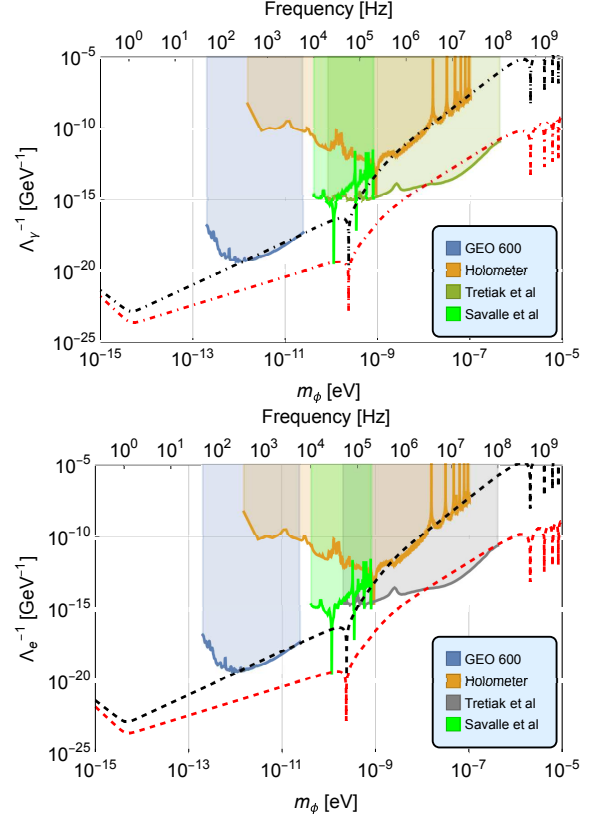 Frequency [Hz]
10^0 10^1 10^2 10^3 10^4 10^5 10^6 10^7 10^8 10^9
10^-5
10^-10
10^-15
10^-20
10^-25
Λγ^-1 [GeV^-1]
GEO 600
Holometer
Tretiak et al
Savalle et al
10^-15 10^-13 10^-11 10^-9 10^-7 10^-5
mϕ [eV]
Frequency [Hz]
10^0 10^1 10^2 10^3 10^4 10^5 10^6 10^7 10^8 10^9
10^-5
10^-10
10^-15
10^-20
10^-25
Λe^-1 [GeV^-1]
GEO 600
Holometer
Tretiak et al
Savalle et al
10^-15 10^-13 10^-11 10^-9 10^-7 10^-5
mϕ [eV]